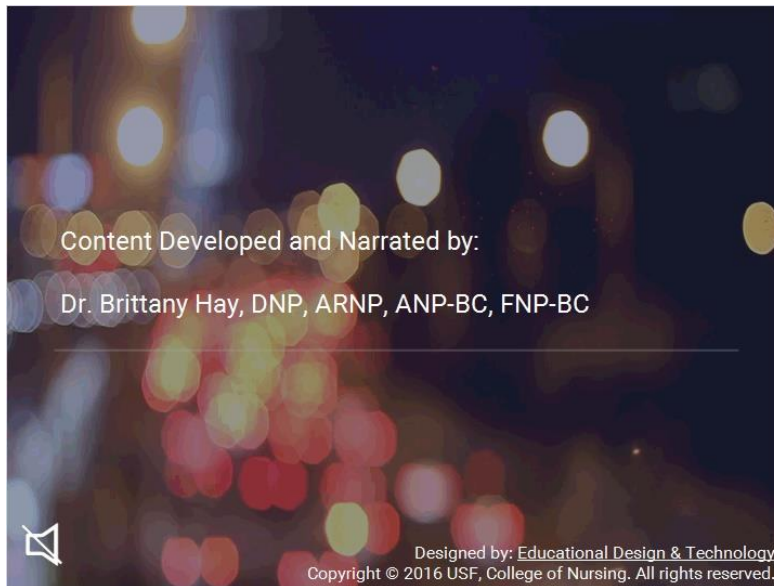 Content Developed and Narrated by:
Dr. Brittany Hay, DNP, ARNP, ANP-BC, FNP-BC
Designed by: Educational Design & Technology
Copyright © 2016 USF, College of Nursing. All rights reserved.